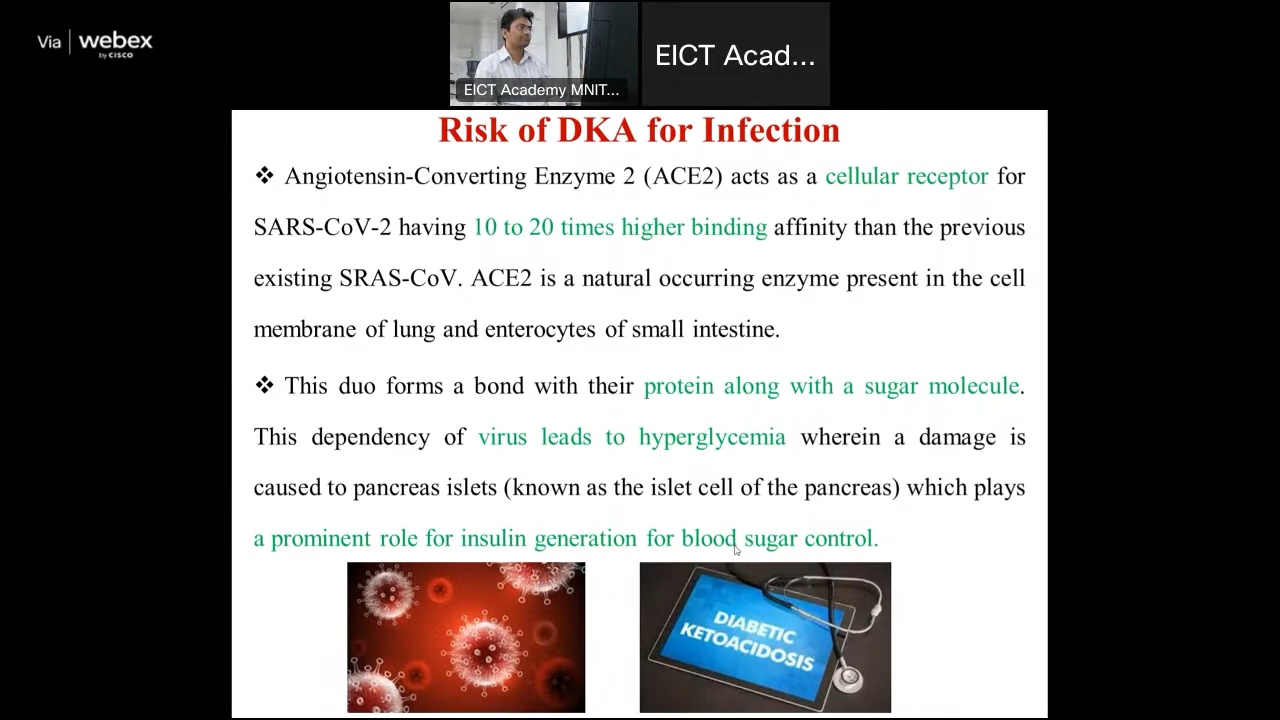 Via | webex
by CISCO
EICT Academy MNIT...
EICT Acad...
Risk of DKA for Infection
❖ Angiotensin-Converting Enzyme 2 (ACE2) acts as a cellular receptor for
SARS-CoV-2 having 10 to 20 times higher binding affinity than the previous
existing SRAS-CoV. ACE2 is a natural occurring enzyme present in the cell
membrane of lung and enterocytes of small intestine.
❖ This duo forms a bond with their protein along with a sugar molecule.
This dependency of virus leads to hyperglycemia wherein a damage is
caused to pancreas islets (known as the islet cell of the pancreas) which plays
a prominent role for insulin generation for blood sugar control.
DIABETIC
KETOACIDOSIS